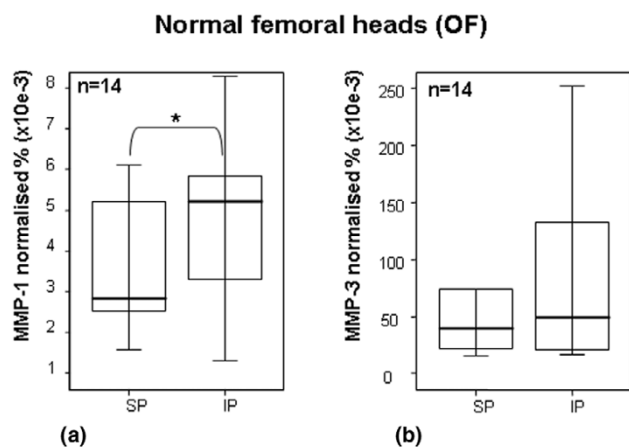 Normal femoral heads (OF)
n=14
*
MMP-1 normalised % (x10e-3)
8
7
6
5
4
3
2
1
SP IP
(a)
n=14
MMP-3 normalised % (x10e-3)
250
200
150
100
50
0
SP IP
(b)